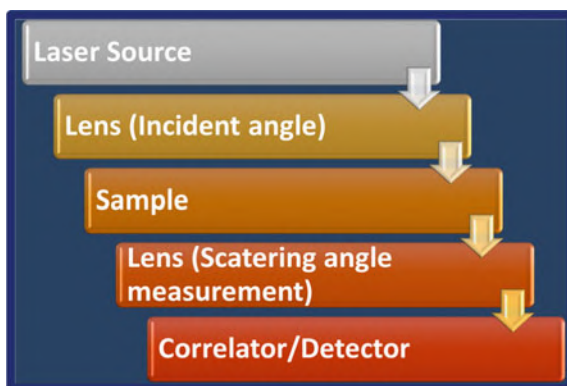 Laser Source
Lens (Incident angle)
Sample
Lens (Scatering angle
measurement)
Correlator/Detector